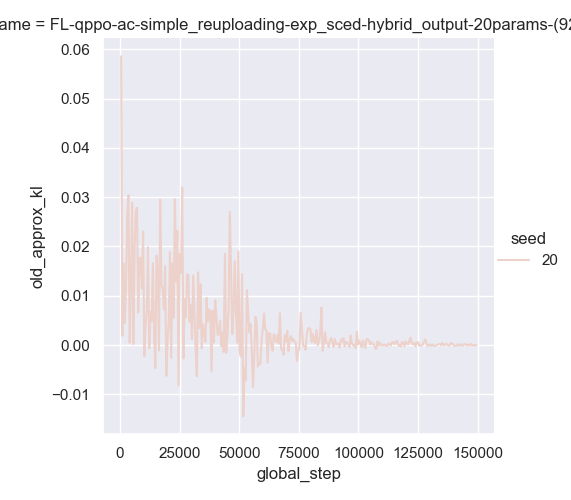 ame = FL-qppo-ac-simple_reuploading-exp_sced-hybrid_output-20params-(92
0.06
0.05
0.04
0.03
0.02
0.01
0.00
−0.01
old_approx_kl
0 25000 50000 75000 100000 125000 150000
global_step
seed
20